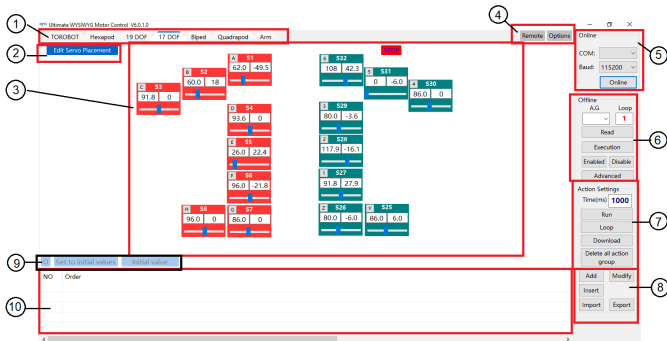 Ultimate WYSIWYG Motor Control V6.0.1.0
1
TOROBOT Hexapod 19 DOF 17 DOF Biped Quadrapod Arm
4
Remote Options
2
Edit Servo Placement
STOP
Online
COM:
Baud: 115200
Online
5
3
A S1
62.0 -49.5
B S2
60.0 18
C S3
91.8 0
D S4
93.6 0
E S5
26.0 22.4
F S6
96.0 -21.8
H S8
96.0 0
G S7
86.0 0
6 S32
108 42.3
5 S31
0 -6.0
4 S30
86.0 0
3 S29
80.0 -3.6
2 S28
117.9 -16.1
1 S27
91.8 27.9
Z S26
80.0 -6.0
Y S25
86.0 6.0
Offline
A.G Loop
1
Read
Execution
Enabled Disable
Advanced
6
Action Settings
Time(ms) 1000
Run
Loop
Download
Delete all action
group
7
9
Set to initial values Initial value
NO Order
10
Add Modify
Insert
Import Export
8